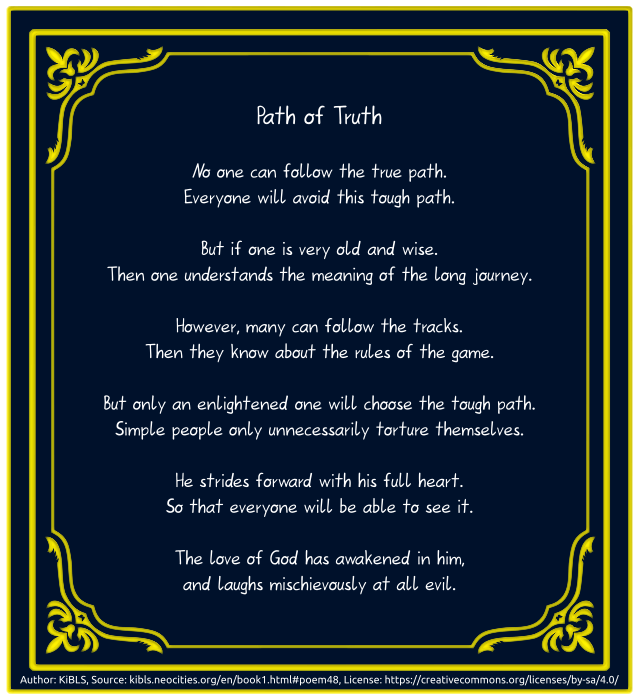 Path of Truth
No one can follow the true path.
Everyone will avoid this tough path.
But if one is very old and wise.
Then one understands the meaning of the long journey.
However, many can follow the tracks.
Then they know about the rules of the game.
But only an enlightened one will choose the tough path.
Simple people only unnecessarily torture themselves.
He strides forward with his full heart.
So that everyone will be able to see it.
The love of God has awakened in him,
and laughs mischievously at all evil.
Author: KiBLS, Source: kibls.neocities.org/en/book1.html#poem48, License: https://creativecommons.org/licenses/by-sa/4.0/